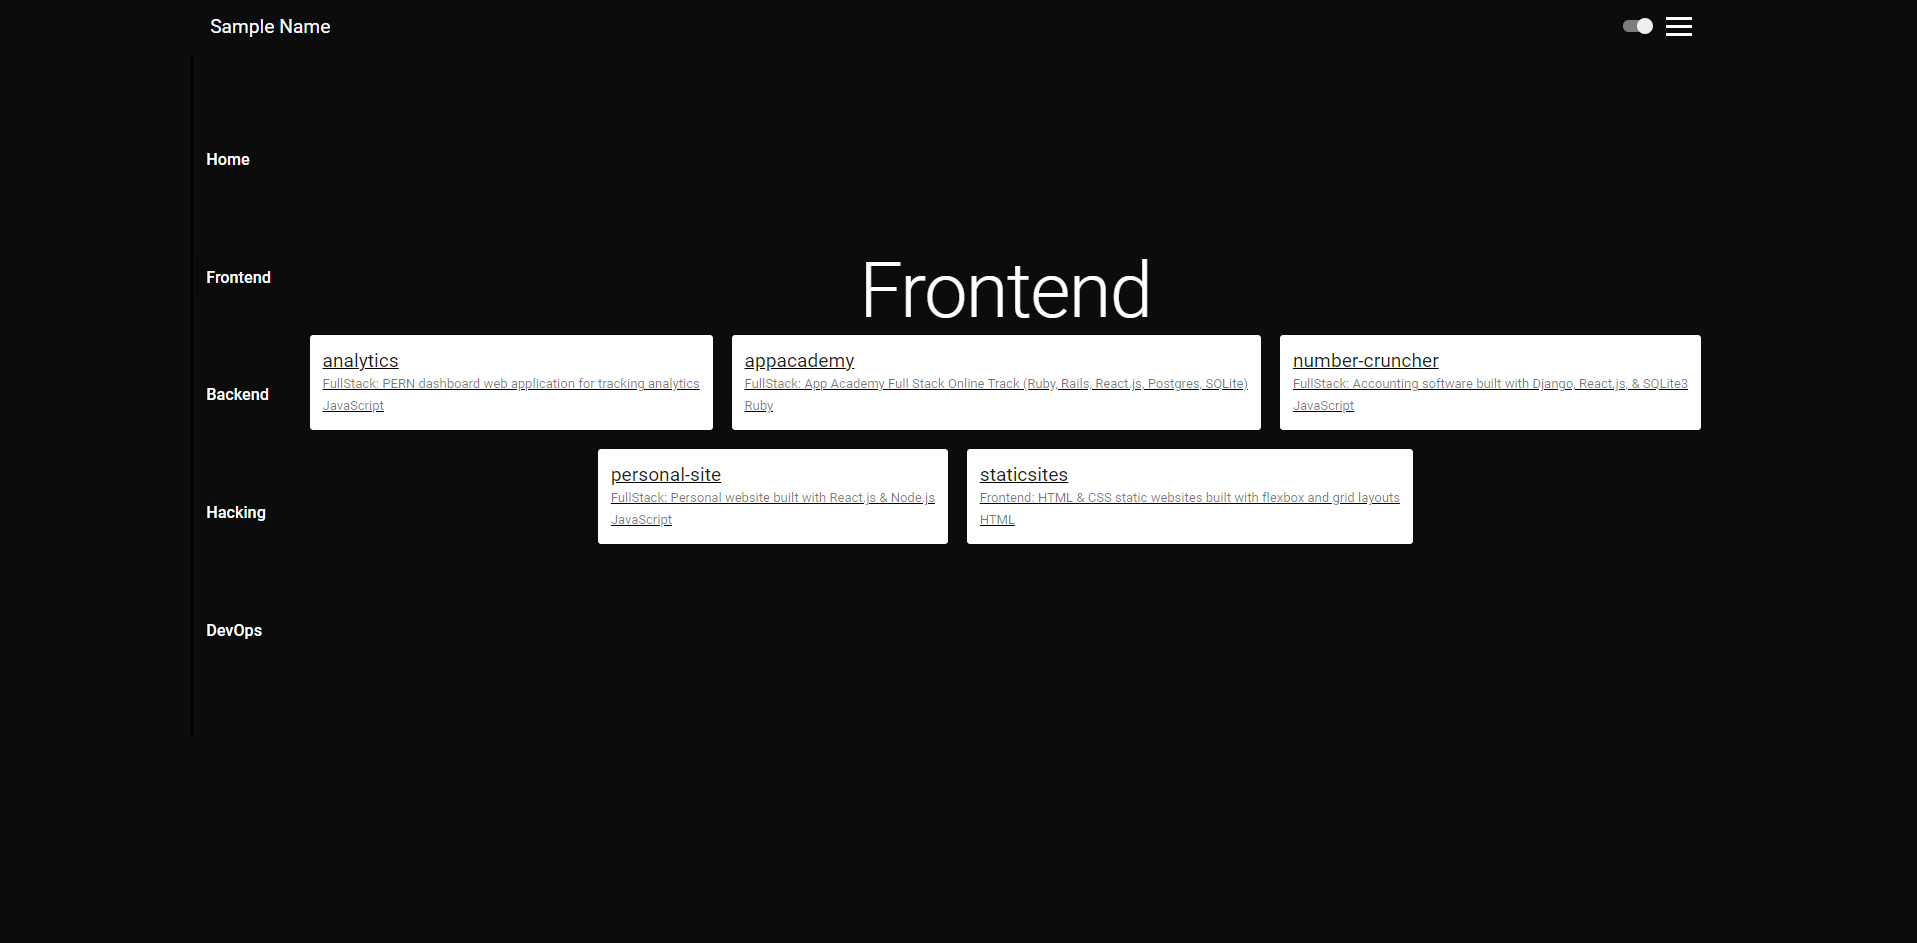 Sample Name
Home
Frontend
Backend
Hacking
DevOps
Frontend
analytics
FullStack: PERN dashboard web application for tracking analytics
JavaScript
appacademy
FullStack: App Academy Full Stack Online Track (Ruby, Rails, React.js, Postgres, SQLite)
Ruby
number-cruncher
FullStack: Accounting software built with Django, React.js, & SQLite3
JavaScript
personal-site
FullStack: Personal website built with React.js & Node.js
JavaScript
staticsites
Frontend: HTML & CSS static websites built with flexbox and grid layouts
HTML